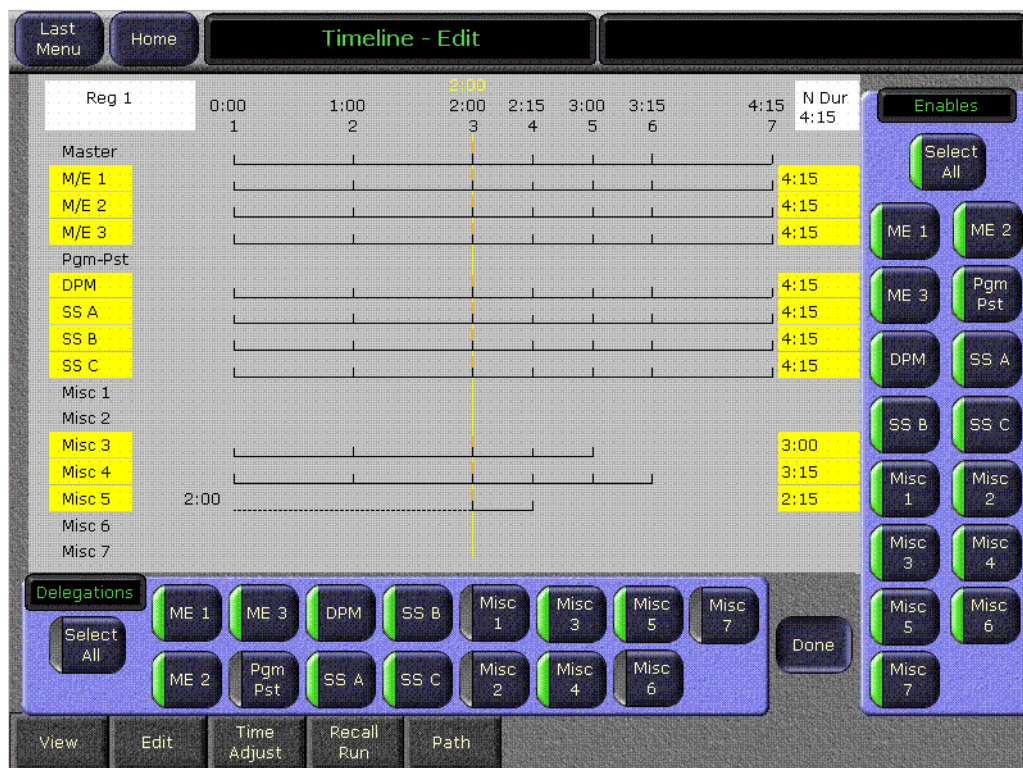 Last Menu
Home
Timeline - Edit
Reg 1
2:00
0:00 1:00 2:00 2:15 3:00 3:15 4:15
1 2 3 4 5 6 7
N Dur
4:15
Master
M/E 1 4:15
M/E 2 4:15
M/E 3 4:15
Pgm-Pst
DPM 4:15
SS A 4:15
SS B 4:15
SS C 4:15
Misc 1
Misc 2
Misc 3 3:00
Misc 4 3:15
Misc 5 2:00 2:15
Misc 6
Misc 7
Enables
Select All
ME 1 ME 2
ME 3 Pgm Pst
DPM SS A
SS B SS C
Misc 1 Misc 2
Misc 3 Misc 4
Misc 5 Misc 6
Misc 7
Delegations
Select All
ME 1 ME 3 DPM SS B Misc 1 Misc 3 Misc 5 Misc 7
ME 2 Pgm Pst SS A SS C Misc 2 Misc 4 Misc 6
Done
View Edit Time Adjust Recall Run Path